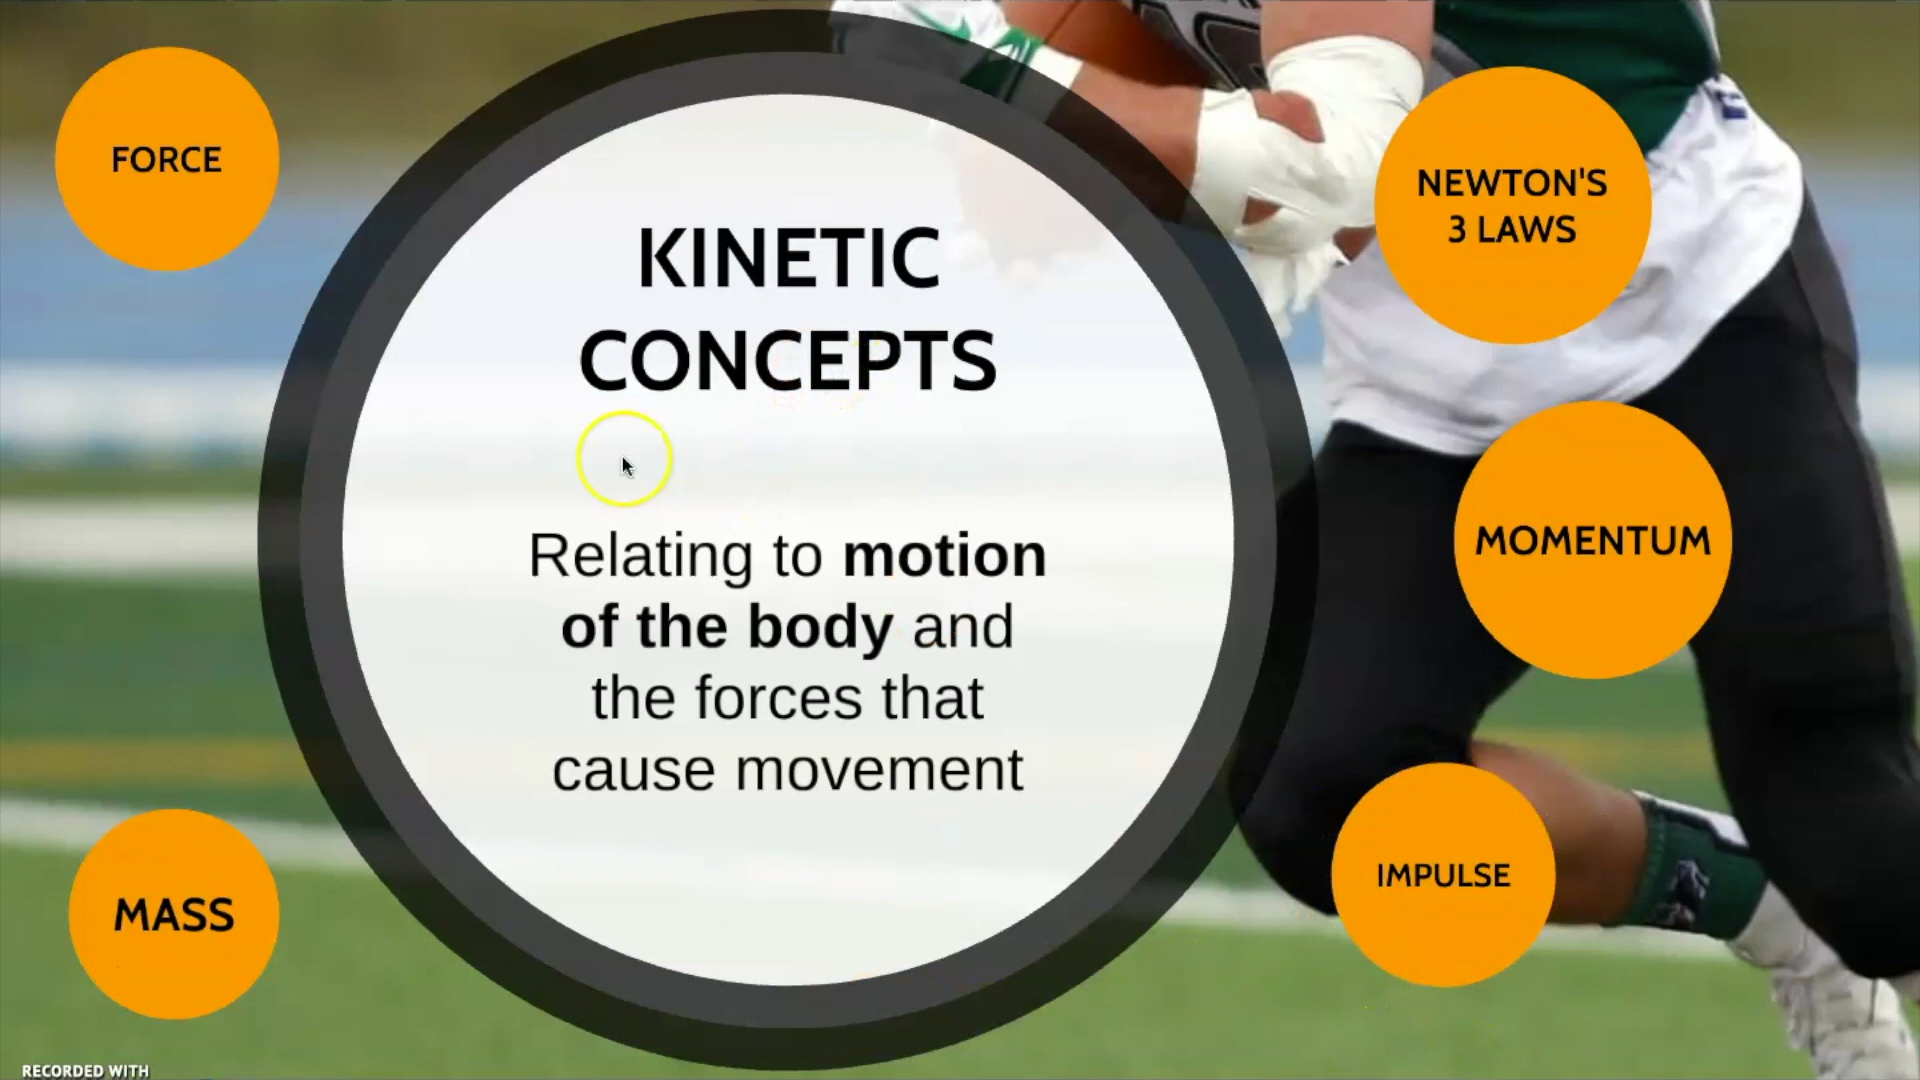 FORCE
NEWTON'S
3 LAWS
KINETIC
CONCEPTS
MOMENTUM
Relating to motion
of the body and
the forces that
cause movement
IMPULSE
MASS
RECORDED WITH